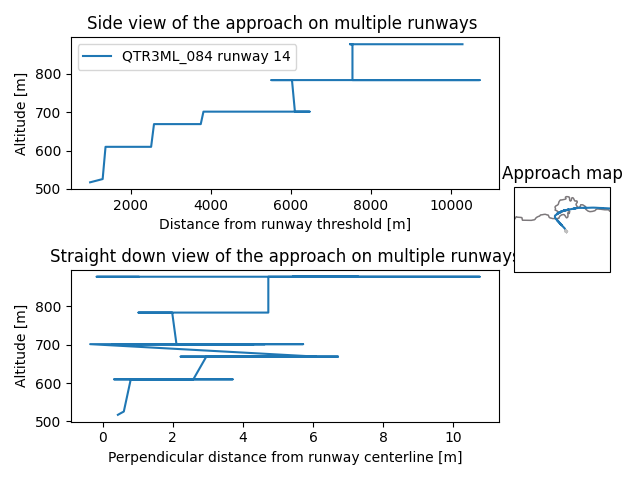 Side view of the approach on multiple runways
QTR3ML_084 runway 14
Altitude [m]
800
700
600
500
2000
4000
6000
8000
10000
Distance from runway threshold [m]
Approach map
Straight down view of the approach on multiple runways
Altitude [m]
800
700
600
500
0
2
4
6
8
10
Perpendicular distance from runway centerline [m]